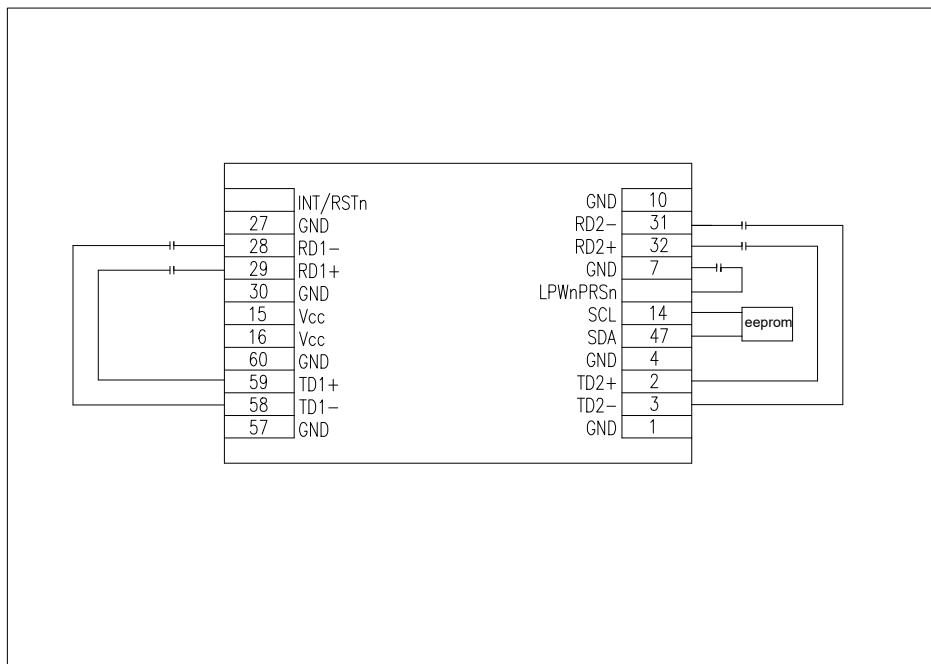 INT/RSTn
27 GND
28 RD1-
29 RD1+
30 GND
15 Vcc
16 Vcc
60 GND
59 TD1+
58 TD1-
57 GND
GND 10
RD2- 31
RD2+ 32
GND 7
LPWnPRSn
SCL 14
SDA 47
GND 4
TD2+ 2
TD2- 3
GND 1
eeprom